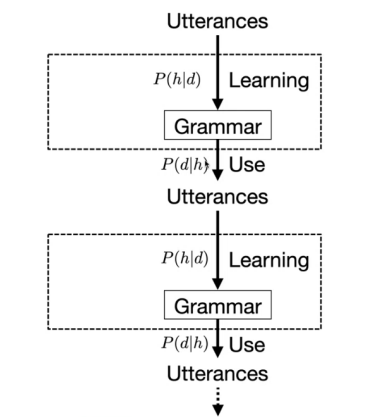 Utterances
P(h|d) Learning
Grammar
P(d|h) Use
Utterances
P(h|d) Learning
Grammar
P(d|h) Use
Utterances